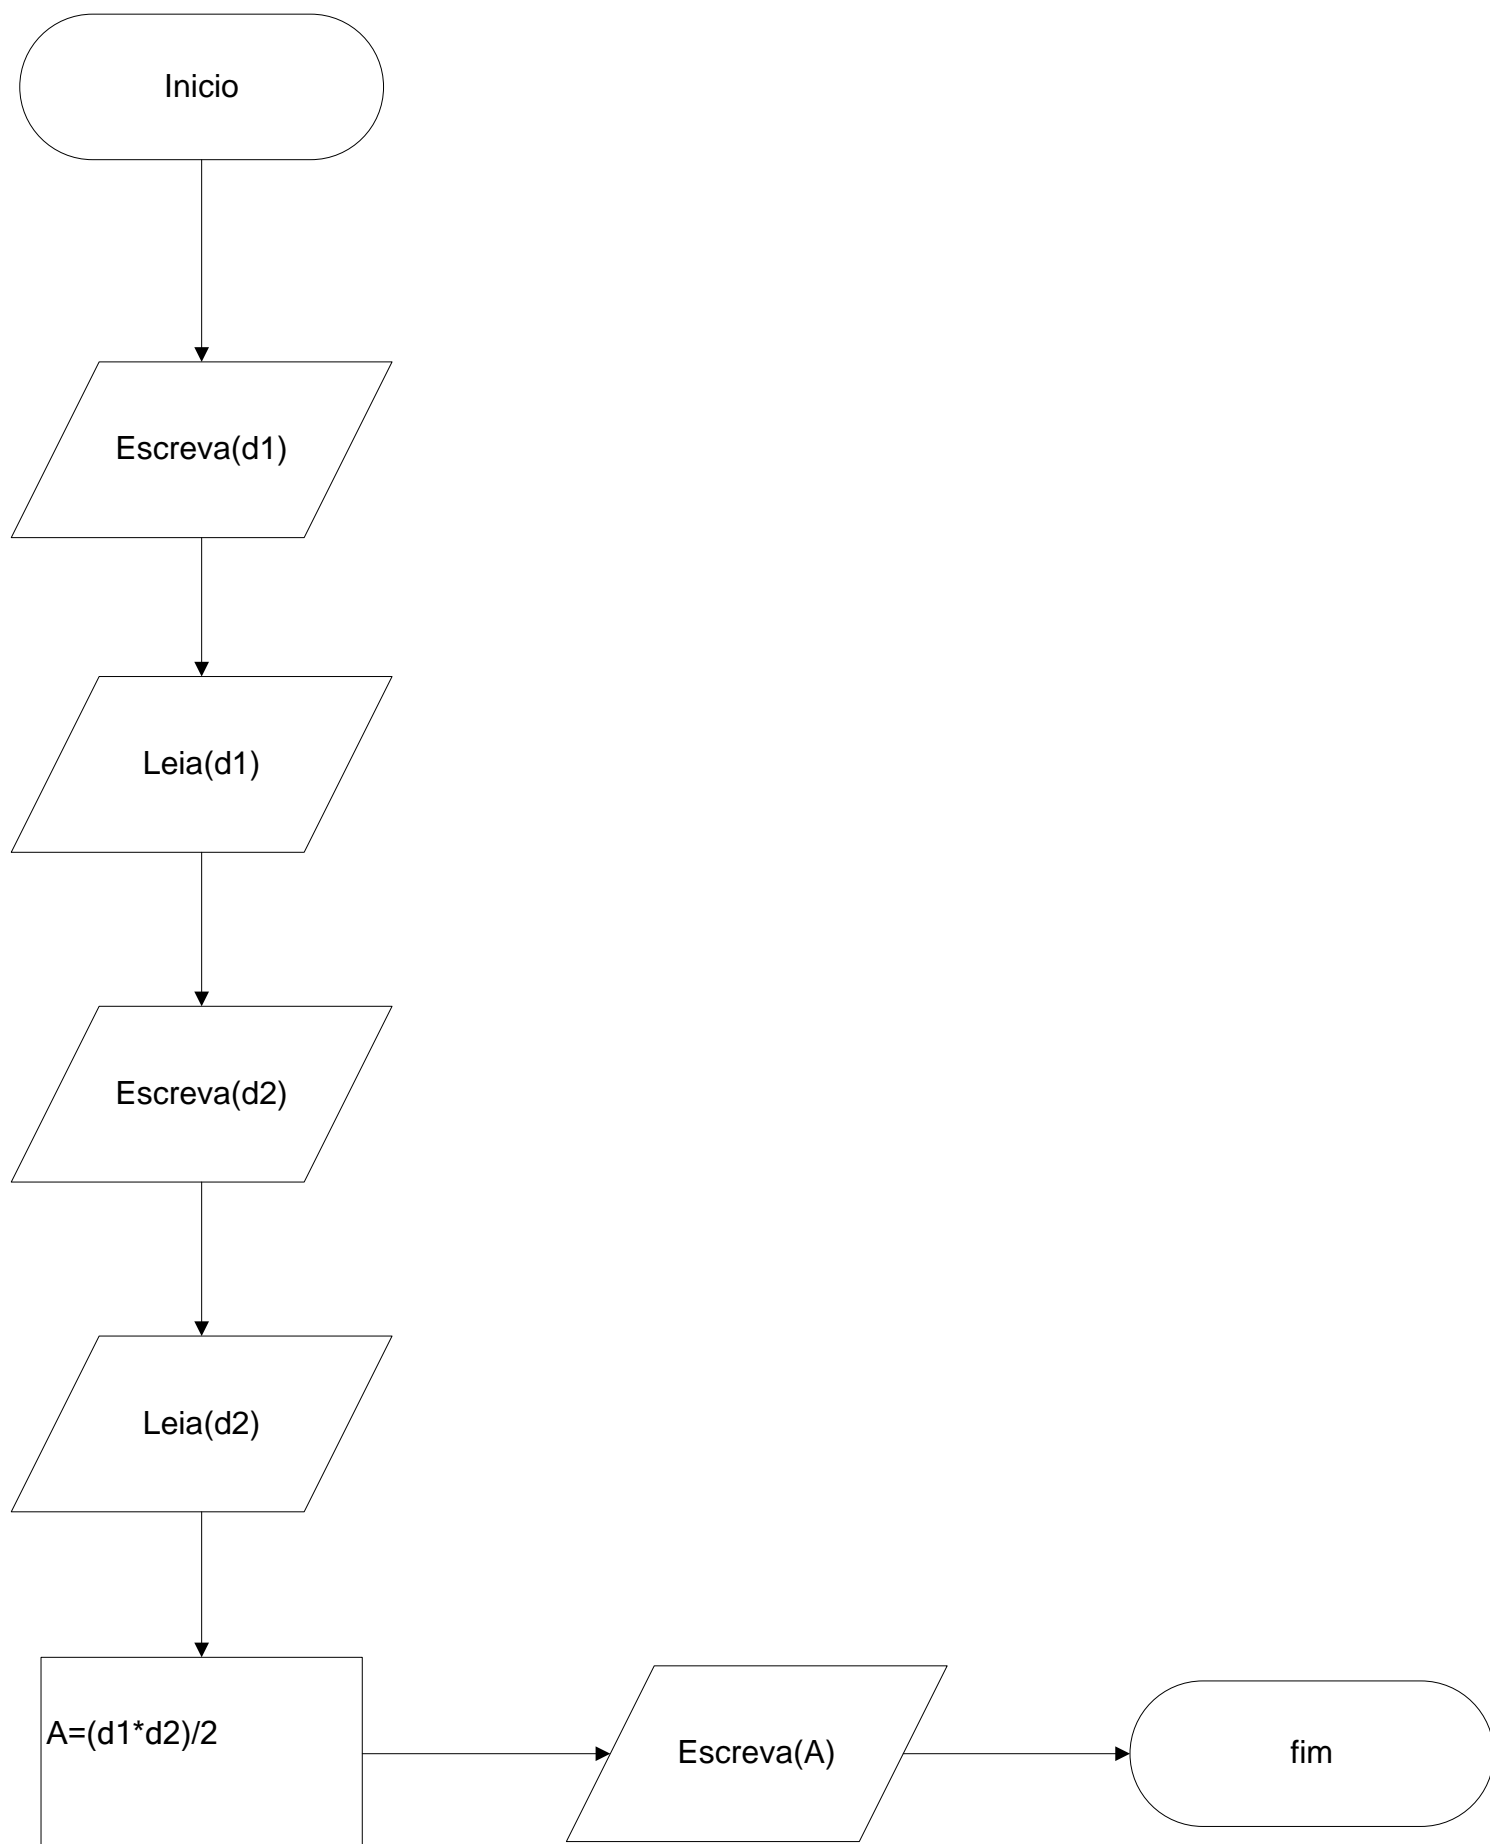 Inicio
Escreva(d1)
Leia(d1)
Escreva(d2)
Leia(d2)
A=(d1*d2)/2
Escreva(A)
fim